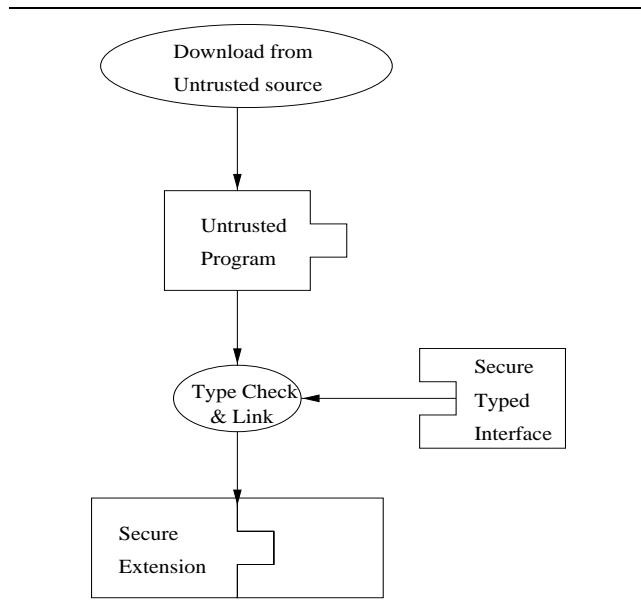 Download from
Untrusted source
Untrusted
Program
Type Check
& Link
Secure
Typed
Interface
Secure
Extension